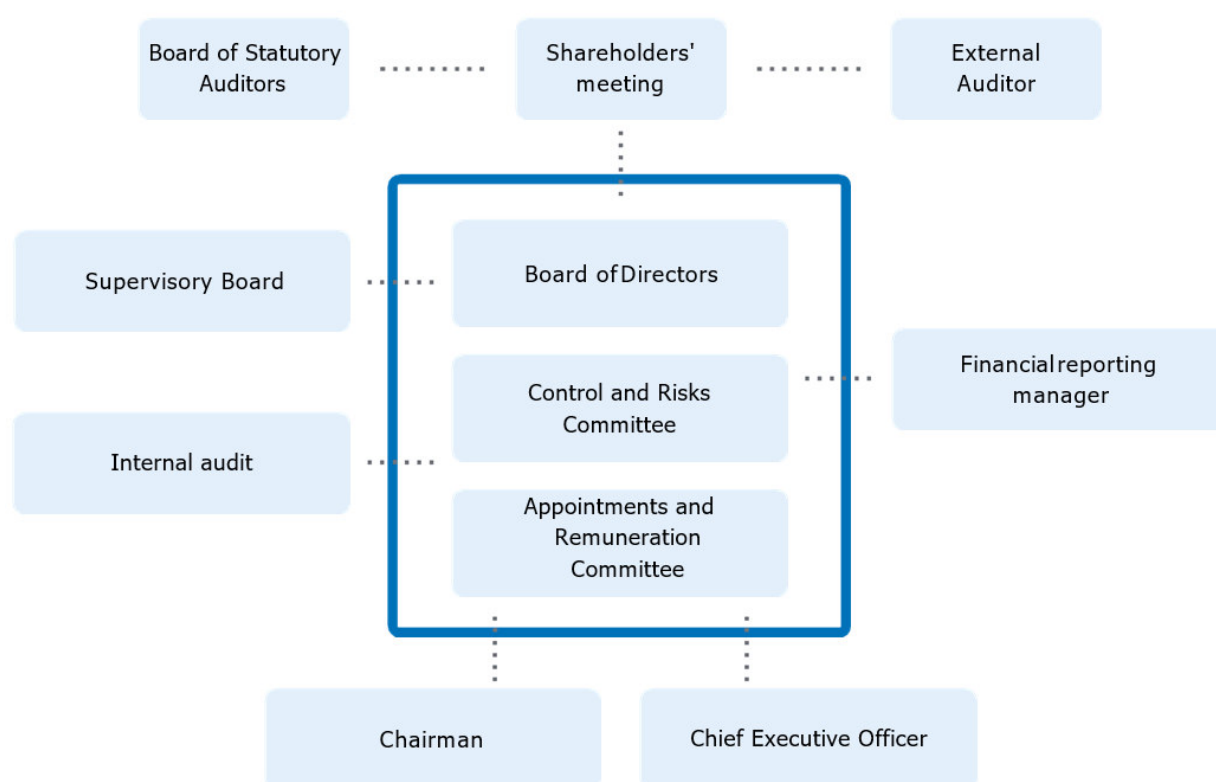 Board of Statutory
Auditors
Shareholders'
meeting
External
Auditor
Supervisory Board
Board of Directors
Financial reporting
manager
Control and Risks
Committee
Internal audit
Appointments and
Remuneration
Committee
Chairman
Chief Executive Officer